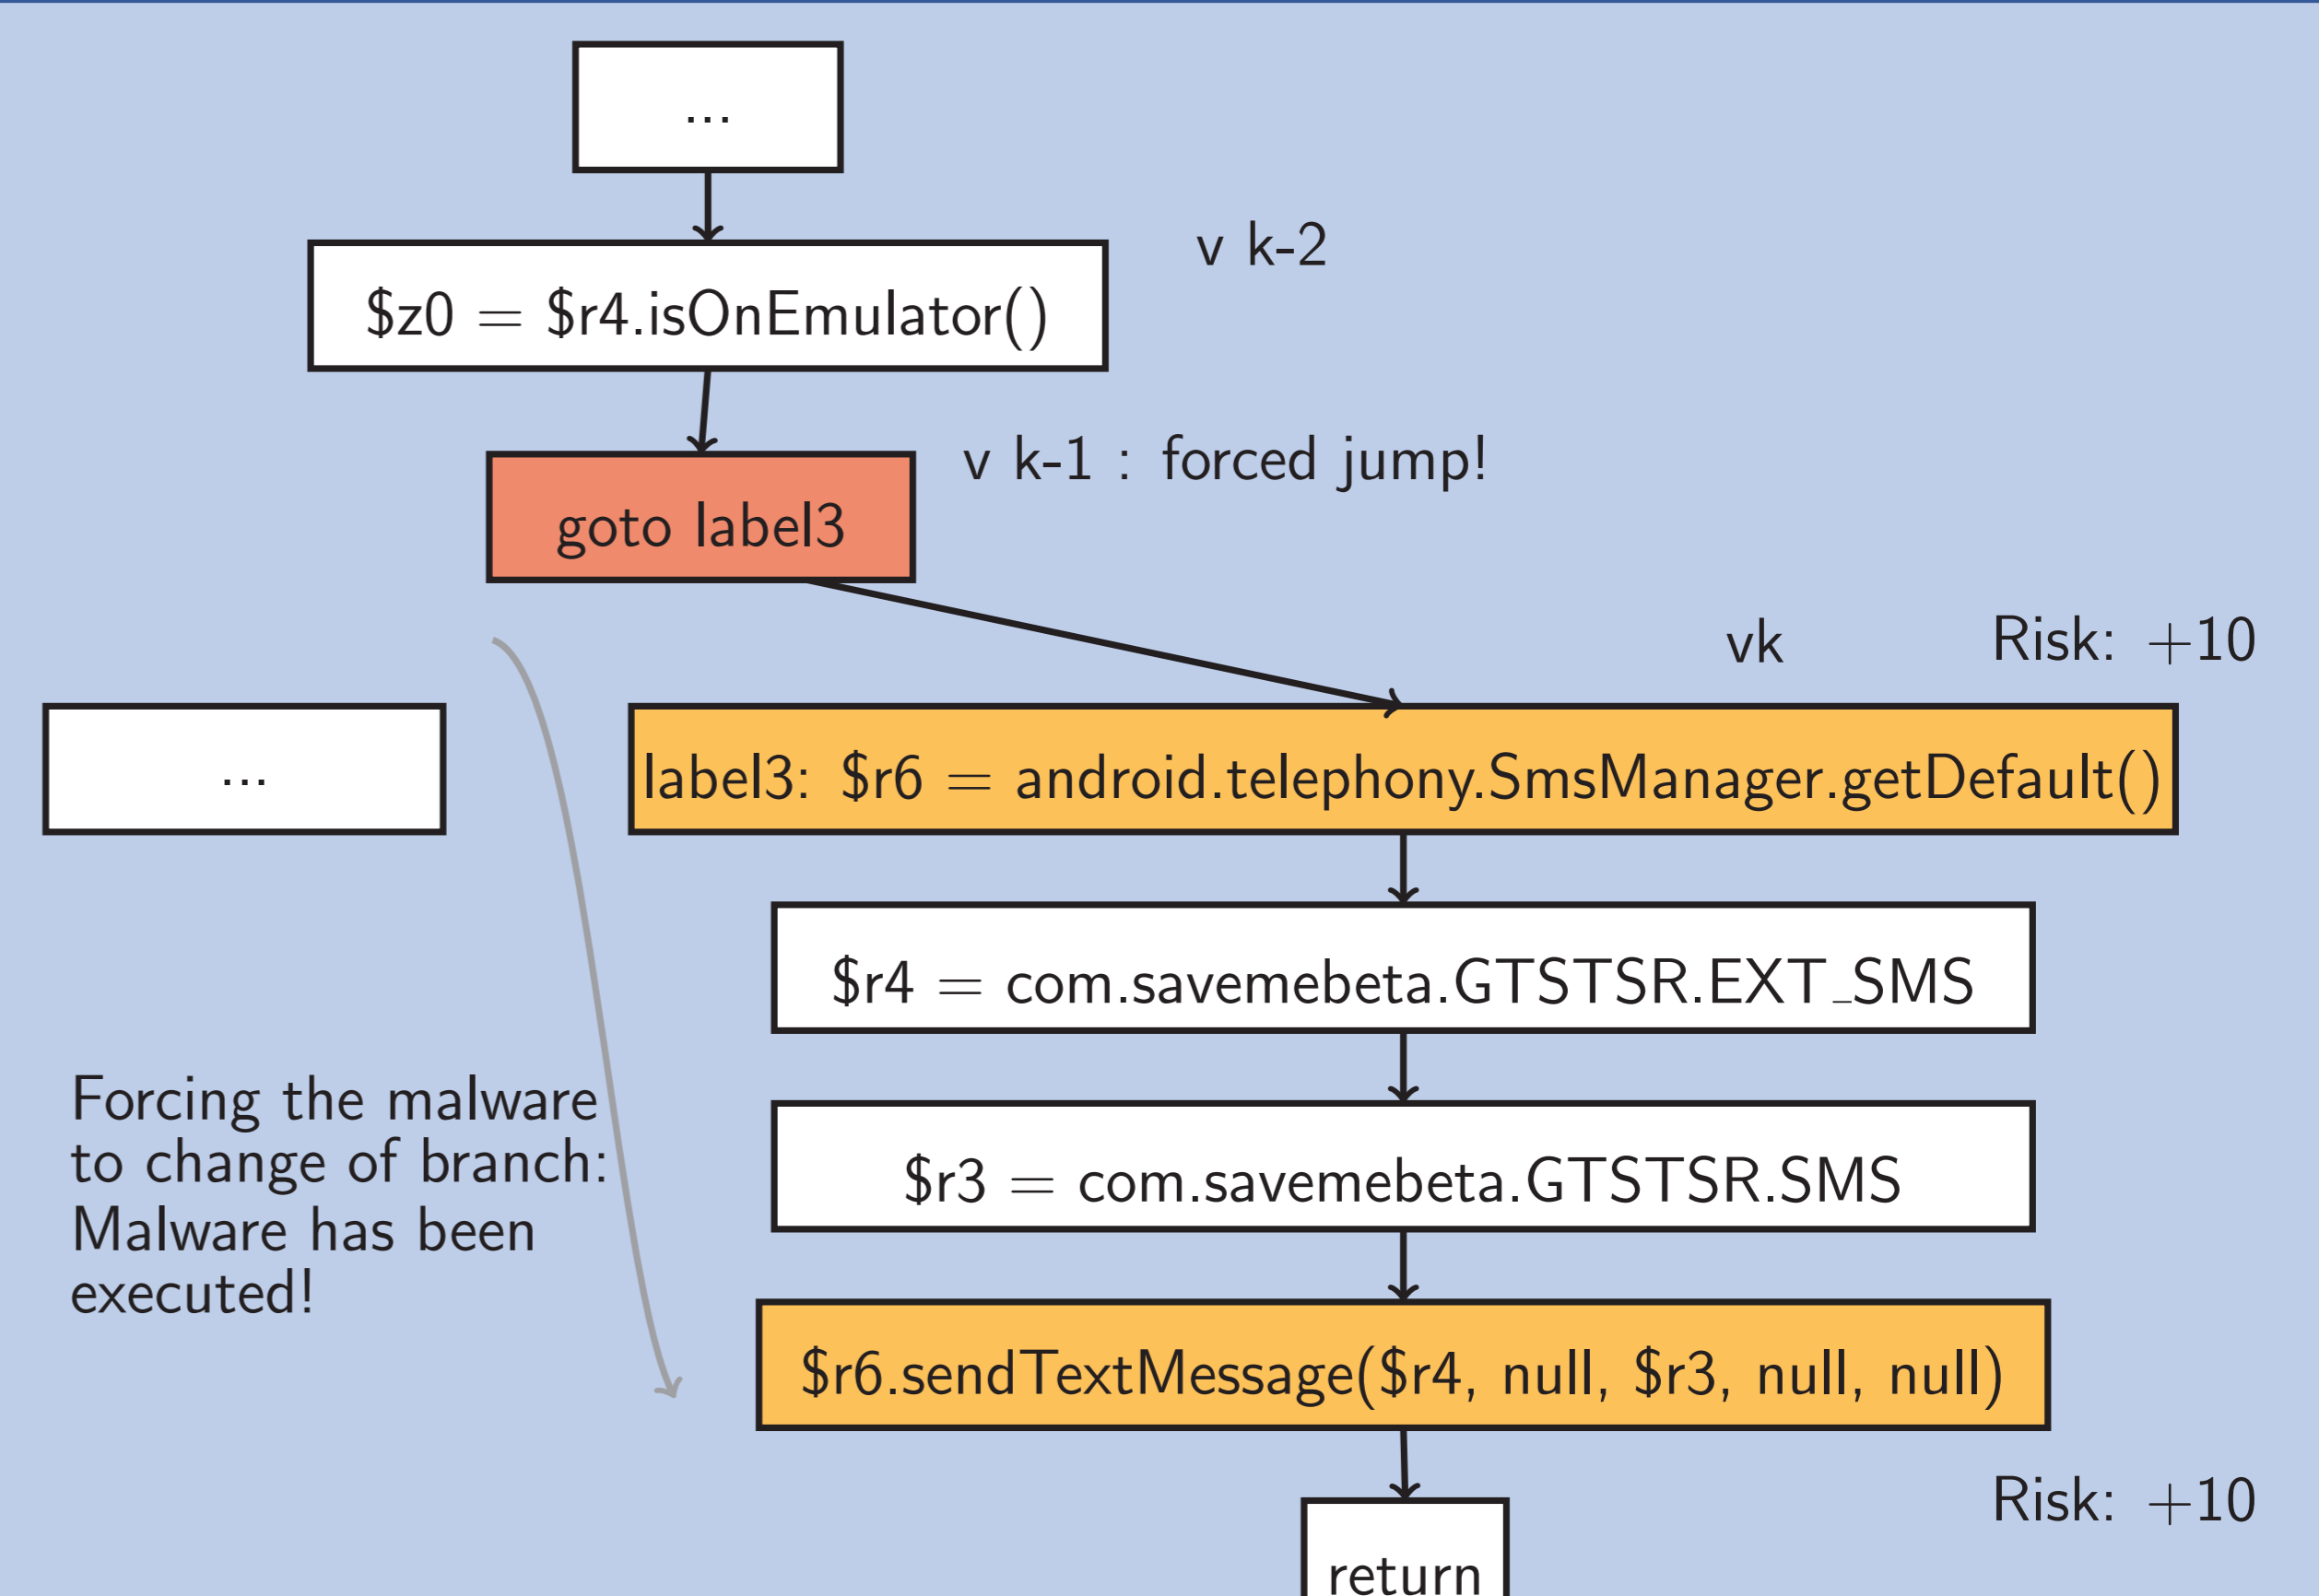 ...
v k-2
$z0 = $r4.isOnEmulator()
v k-1 : forced jump!
goto label3
vk
Risk: +10
...
label3: $r6 = android.telephony.SmsManager.getDefault()
$r4 = com.savemebeta.GTSTSR.EXT_SMS
Forcing the malware
to change of branch:
Malware has been
executed!
$r3 = com.savemebeta.GTSTSR.SMS
$r6.sendTextMessage($r4, null, $r3, null, null)
Risk: +10
return